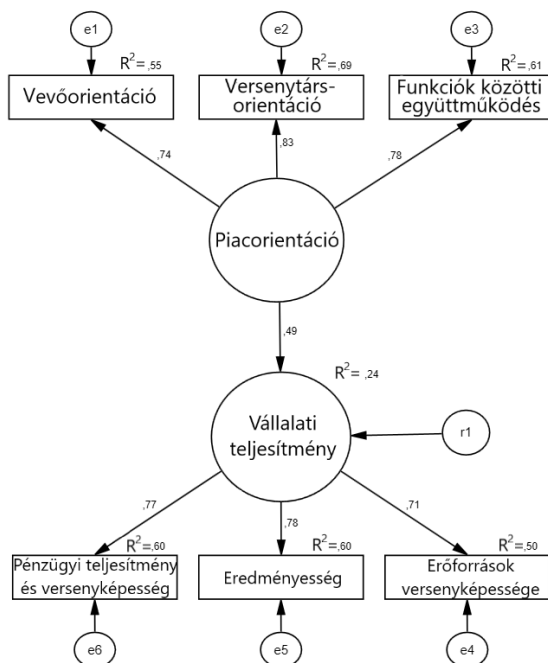 e1
e2
e3
R²= ,55
R²= ,69
R²= ,61
Vevőorientáció
Versenytárs-
orientáció
Funkciók közötti
együttműködés
,74
,83
,78
Piacorientáció
,49
R²= ,24
Vállalati
teljesítmény
r1
,77
,78
,71
R²=,60
R²= ,60
R²= ,50
Pénzügyi teljesítmény
és versenyképesség
Eredményesség
Erőforrások
versenyképessége
e6
e5
e4